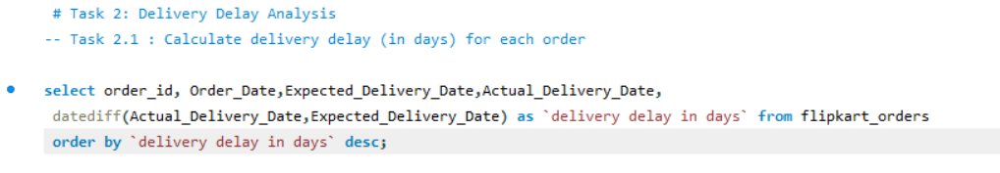 # Task 2: Delivery Delay Analysis
-- Task 2.1 : Calculate delivery delay (in days) for each order
select order_id, Order_Date,Expected_Delivery_Date,Actual_Delivery_Date,
datediff(Actual_Delivery_Date,Expected_Delivery_Date) as `delivery delay in days` from flipkart_orders
order by `delivery delay in days` desc;